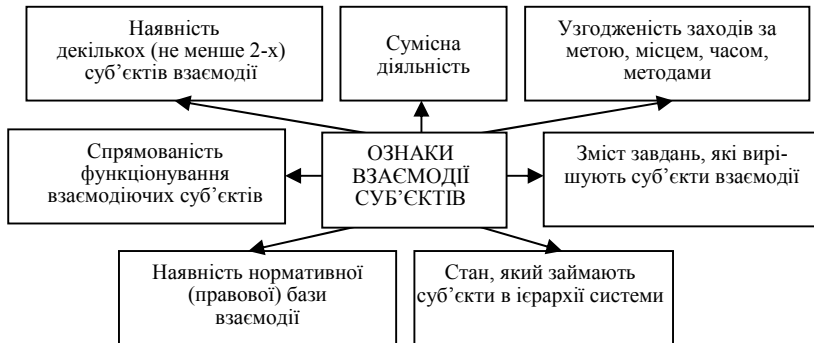 Наявність
декількох (не менше 2-х)
суб’єктів взаємодії
Сумісна
діяльність
Узгодженість заходів за
метою, місцем, часом,
методами
Спрямованість
функціонування
взаємодіючих суб’єктів
ОЗНАКИ
ВЗАЄМОДІЇ
СУБ’ЄКТІВ
Зміст завдань, які вирі-
шують суб’єкти взаємодії
Наявність нормативної
(правової) бази
взаємодії
Стан, який займають
суб’єкти в ієрархії системи